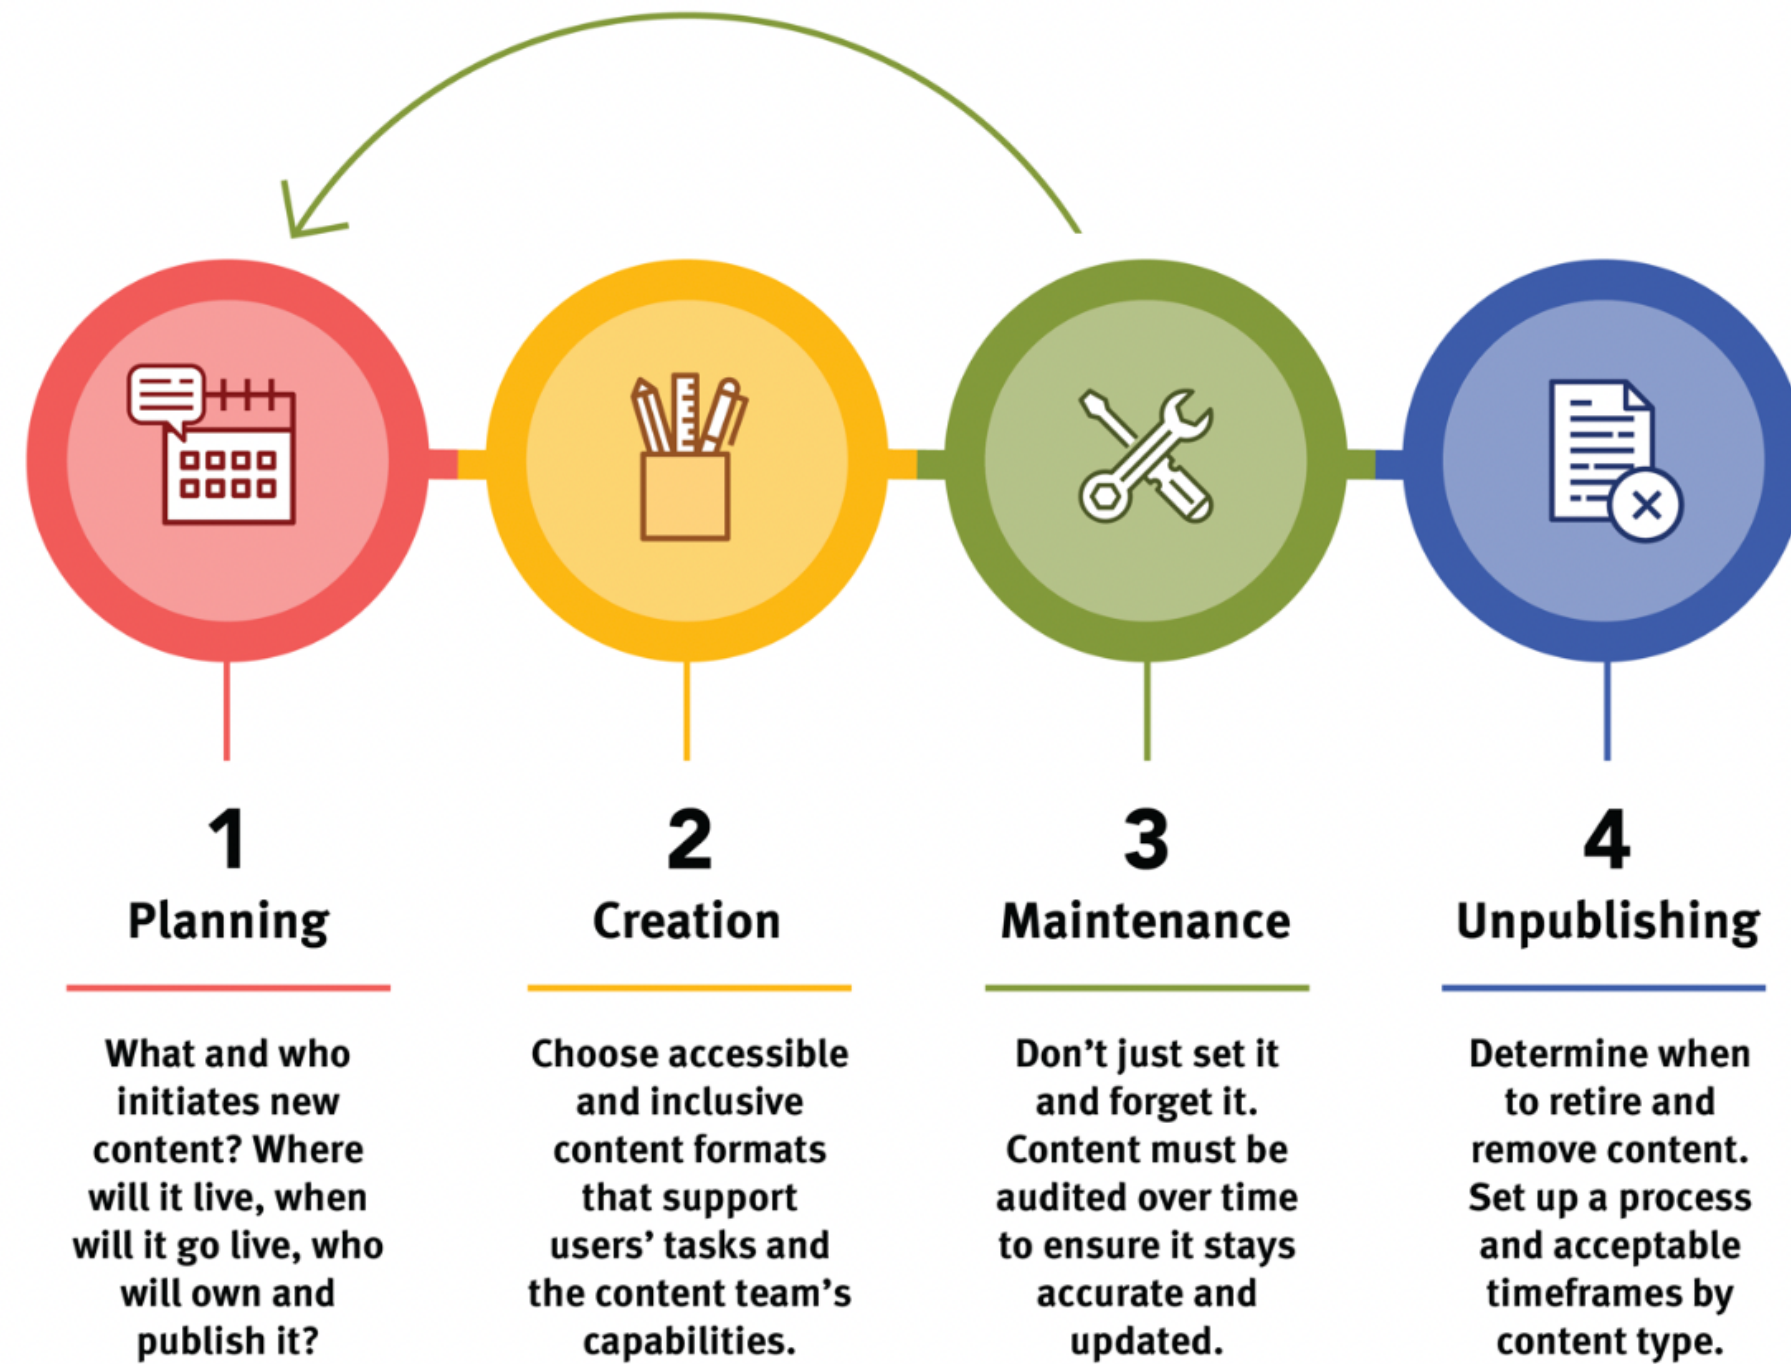 1
Planning
What and who
initiates new
content? Where
will it live, when
will it go live, who
will own and
publish it?
2
Creation
Choose accessible
and inclusive
content formats
that support
users’ tasks and
the content team’s
capabilities.
3
Maintenance
Don’t just set it
and forget it.
Content must be
audited over time
to ensure it stays
accurate and
updated.
4
Unpublishing
Determine when
to retire and
remove content.
Set up a process
and acceptable
timeframes by
content type.